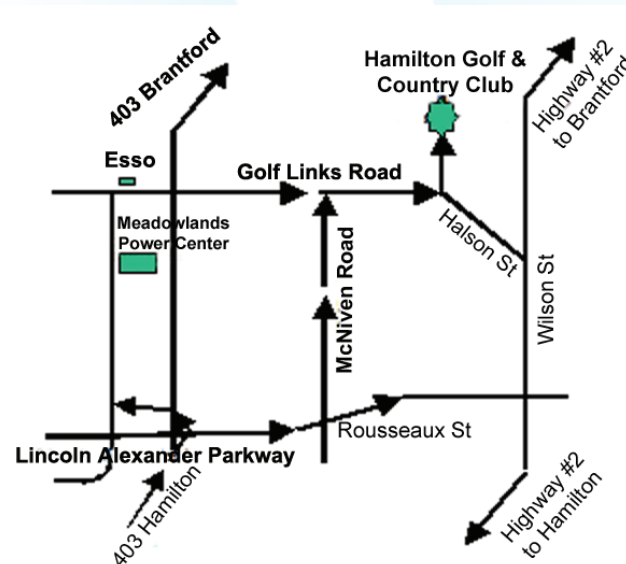 403 Brantford
Hamilton Golf &
Country Club
Highway #2
to Brantford
Esso
Golf Links Road
Meadowlands
Power Center
Halson St
McNiven Road
Wilson St
Rousseaux St
Lincoln Alexander Parkway
403 Hamilton
Highway #2
to Hamilton